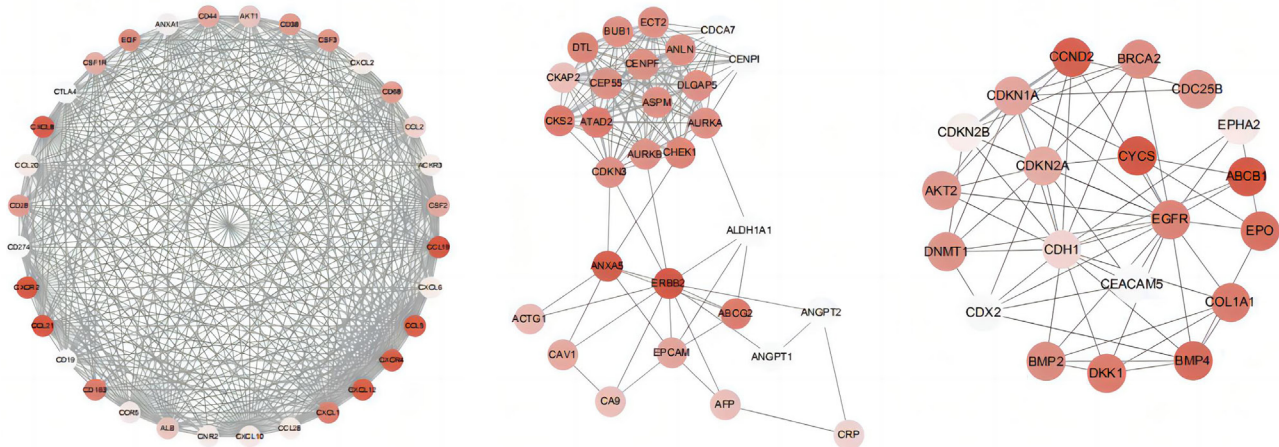 CD44
AKT1
CD38
CSF3
CXCL2
CD68
CCL2
ACKR3
CSF2
CCL19
CXCL6
CCL5
CXCR4
CXCL12
CXCL1
CCL28
CXCL10
CNR2
ALB
CCR5
CD163
CD19
CCL21
CXCR2
CD274
CD28
CCL20
CXCL8
CTLA4
CSF1R
EGF
ANXA1
ECT2
BUB1
CDCA7
DTL
ANLN
CENPF
CENPI
CKAP2
CEP55
DLGAP5
ASPM
CKS2
ATAD2
AURKA
AURKB
CHEK1
CDKN3
ALDH1A1
ANXA5
ERBB2
ACTG1
ABCG2
ANGPT2
CAV1
EPCAM
ANGPT1
CA9
AFP
CRP
CCND2
BRCA2
CDKN1A
CDC25B
CDKN2B
EPHA2
CDKN2A
CYCS
ABCB1
AKT2
EGFR
EPO
DNMT1
CDH1
CEACAM5
CDX2
COL1A1
BMP2
DKK1
BMP4